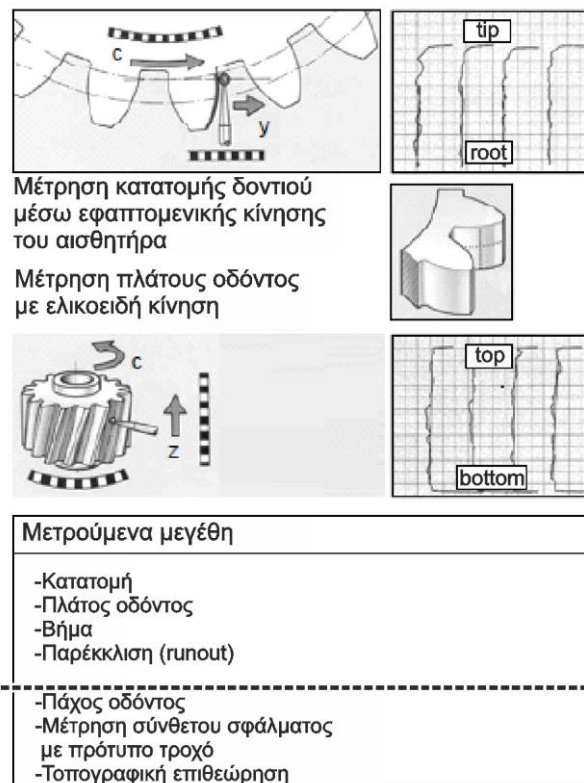 c
y
tip
root
Μέτρηση κατατομής δοντιού
μέσω εφαπτομενικής κίνησης
του αισθητήρα
Μέτρηση πλάτους οδόντος
με ελικοειδή κίνηση
c
z
top
bottom
Μετρούμενα μεγέθη
-Κατατομή
-Πλάτος οδόντος
-Βήμα
-Παρέκκλιση (runout)
-Πάχος οδόντος
-Μέτρηση σύνθετου σφάλματος
με πρότυπο τροχό
-Τοπογραφική επιθεώρηση